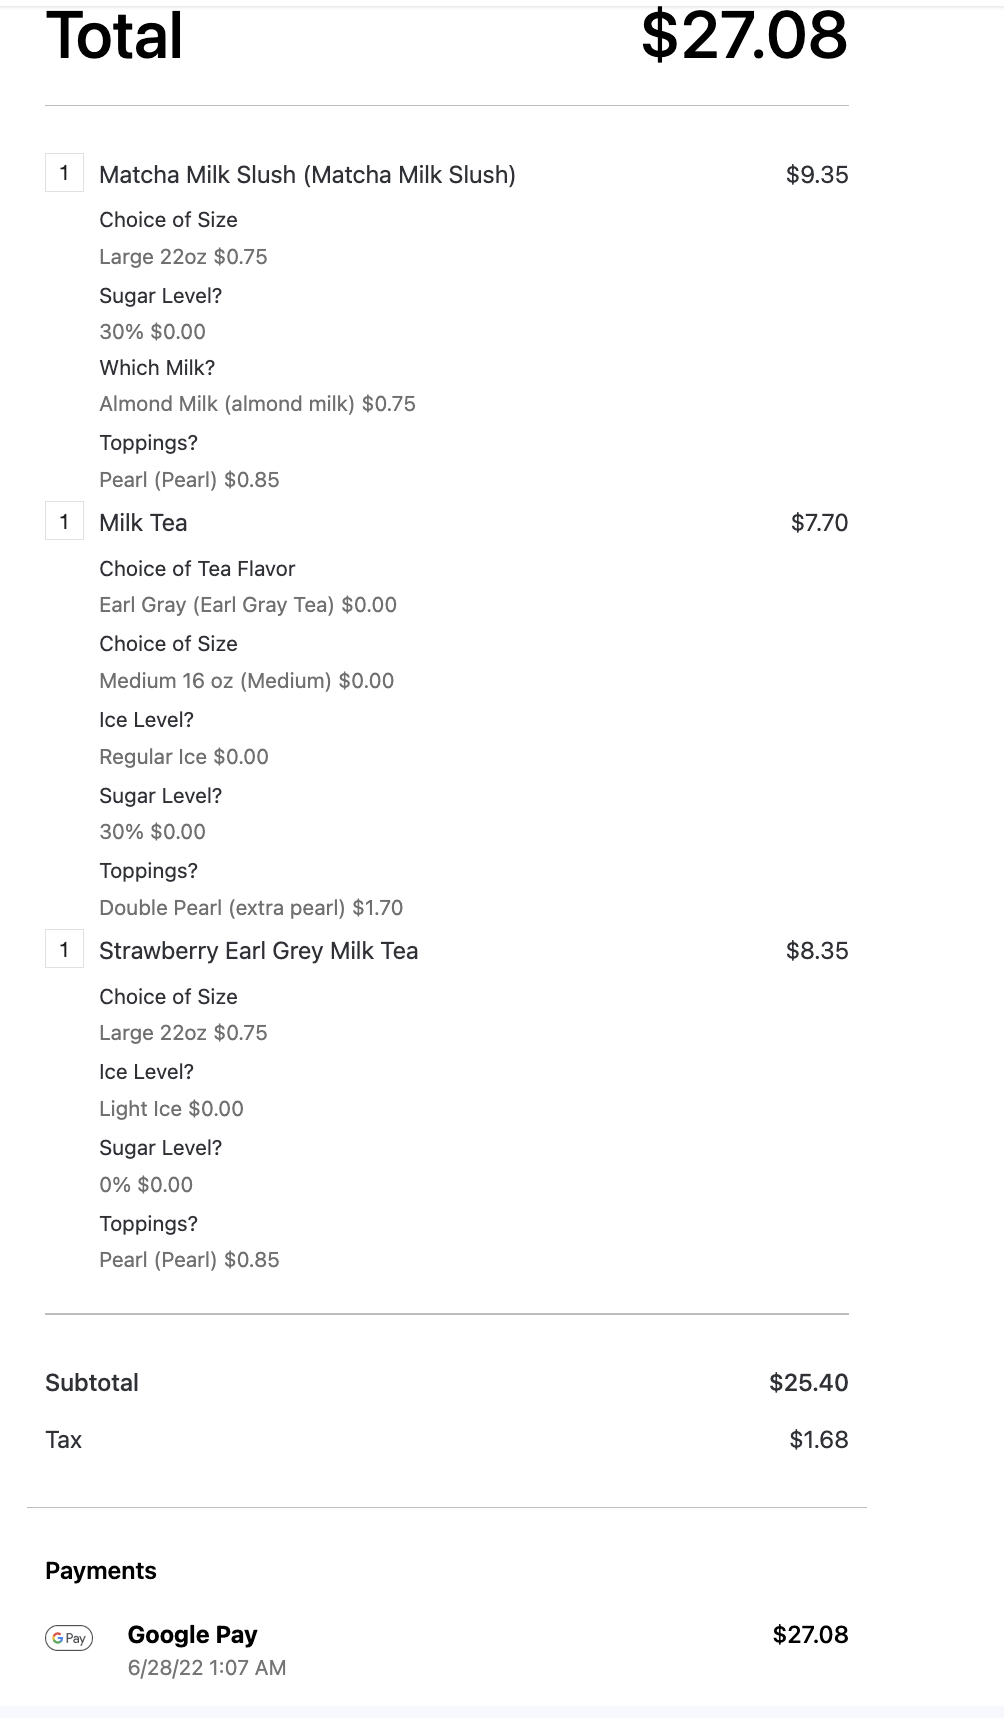 Total $27.08
1 Matcha Milk Slush (Matcha Milk Slush) $9.35
Choice of Size
Large 22oz $0.75
Sugar Level?
30% $0.00
Which Milk?
Almond Milk (almond milk) $0.75
Toppings?
Pearl (Pearl) $0.85
1 Milk Tea $7.70
Choice of Tea Flavor
Earl Gray (Earl Gray Tea) $0.00
Choice of Size
Medium 16 oz (Medium) $0.00
Ice Level?
Regular Ice $0.00
Sugar Level?
30% $0.00
Toppings?
Double Pearl (extra pearl) $1.70
1 Strawberry Earl Grey Milk Tea $8.35
Choice of Size
Large 22oz $0.75
Ice Level?
Light Ice $0.00
Sugar Level?
0% $0.00
Toppings?
Pearl (Pearl) $0.85
Subtotal $25.40
Tax $1.68
Payments
G Pay Google Pay $27.08
6/28/22 1:07 AM